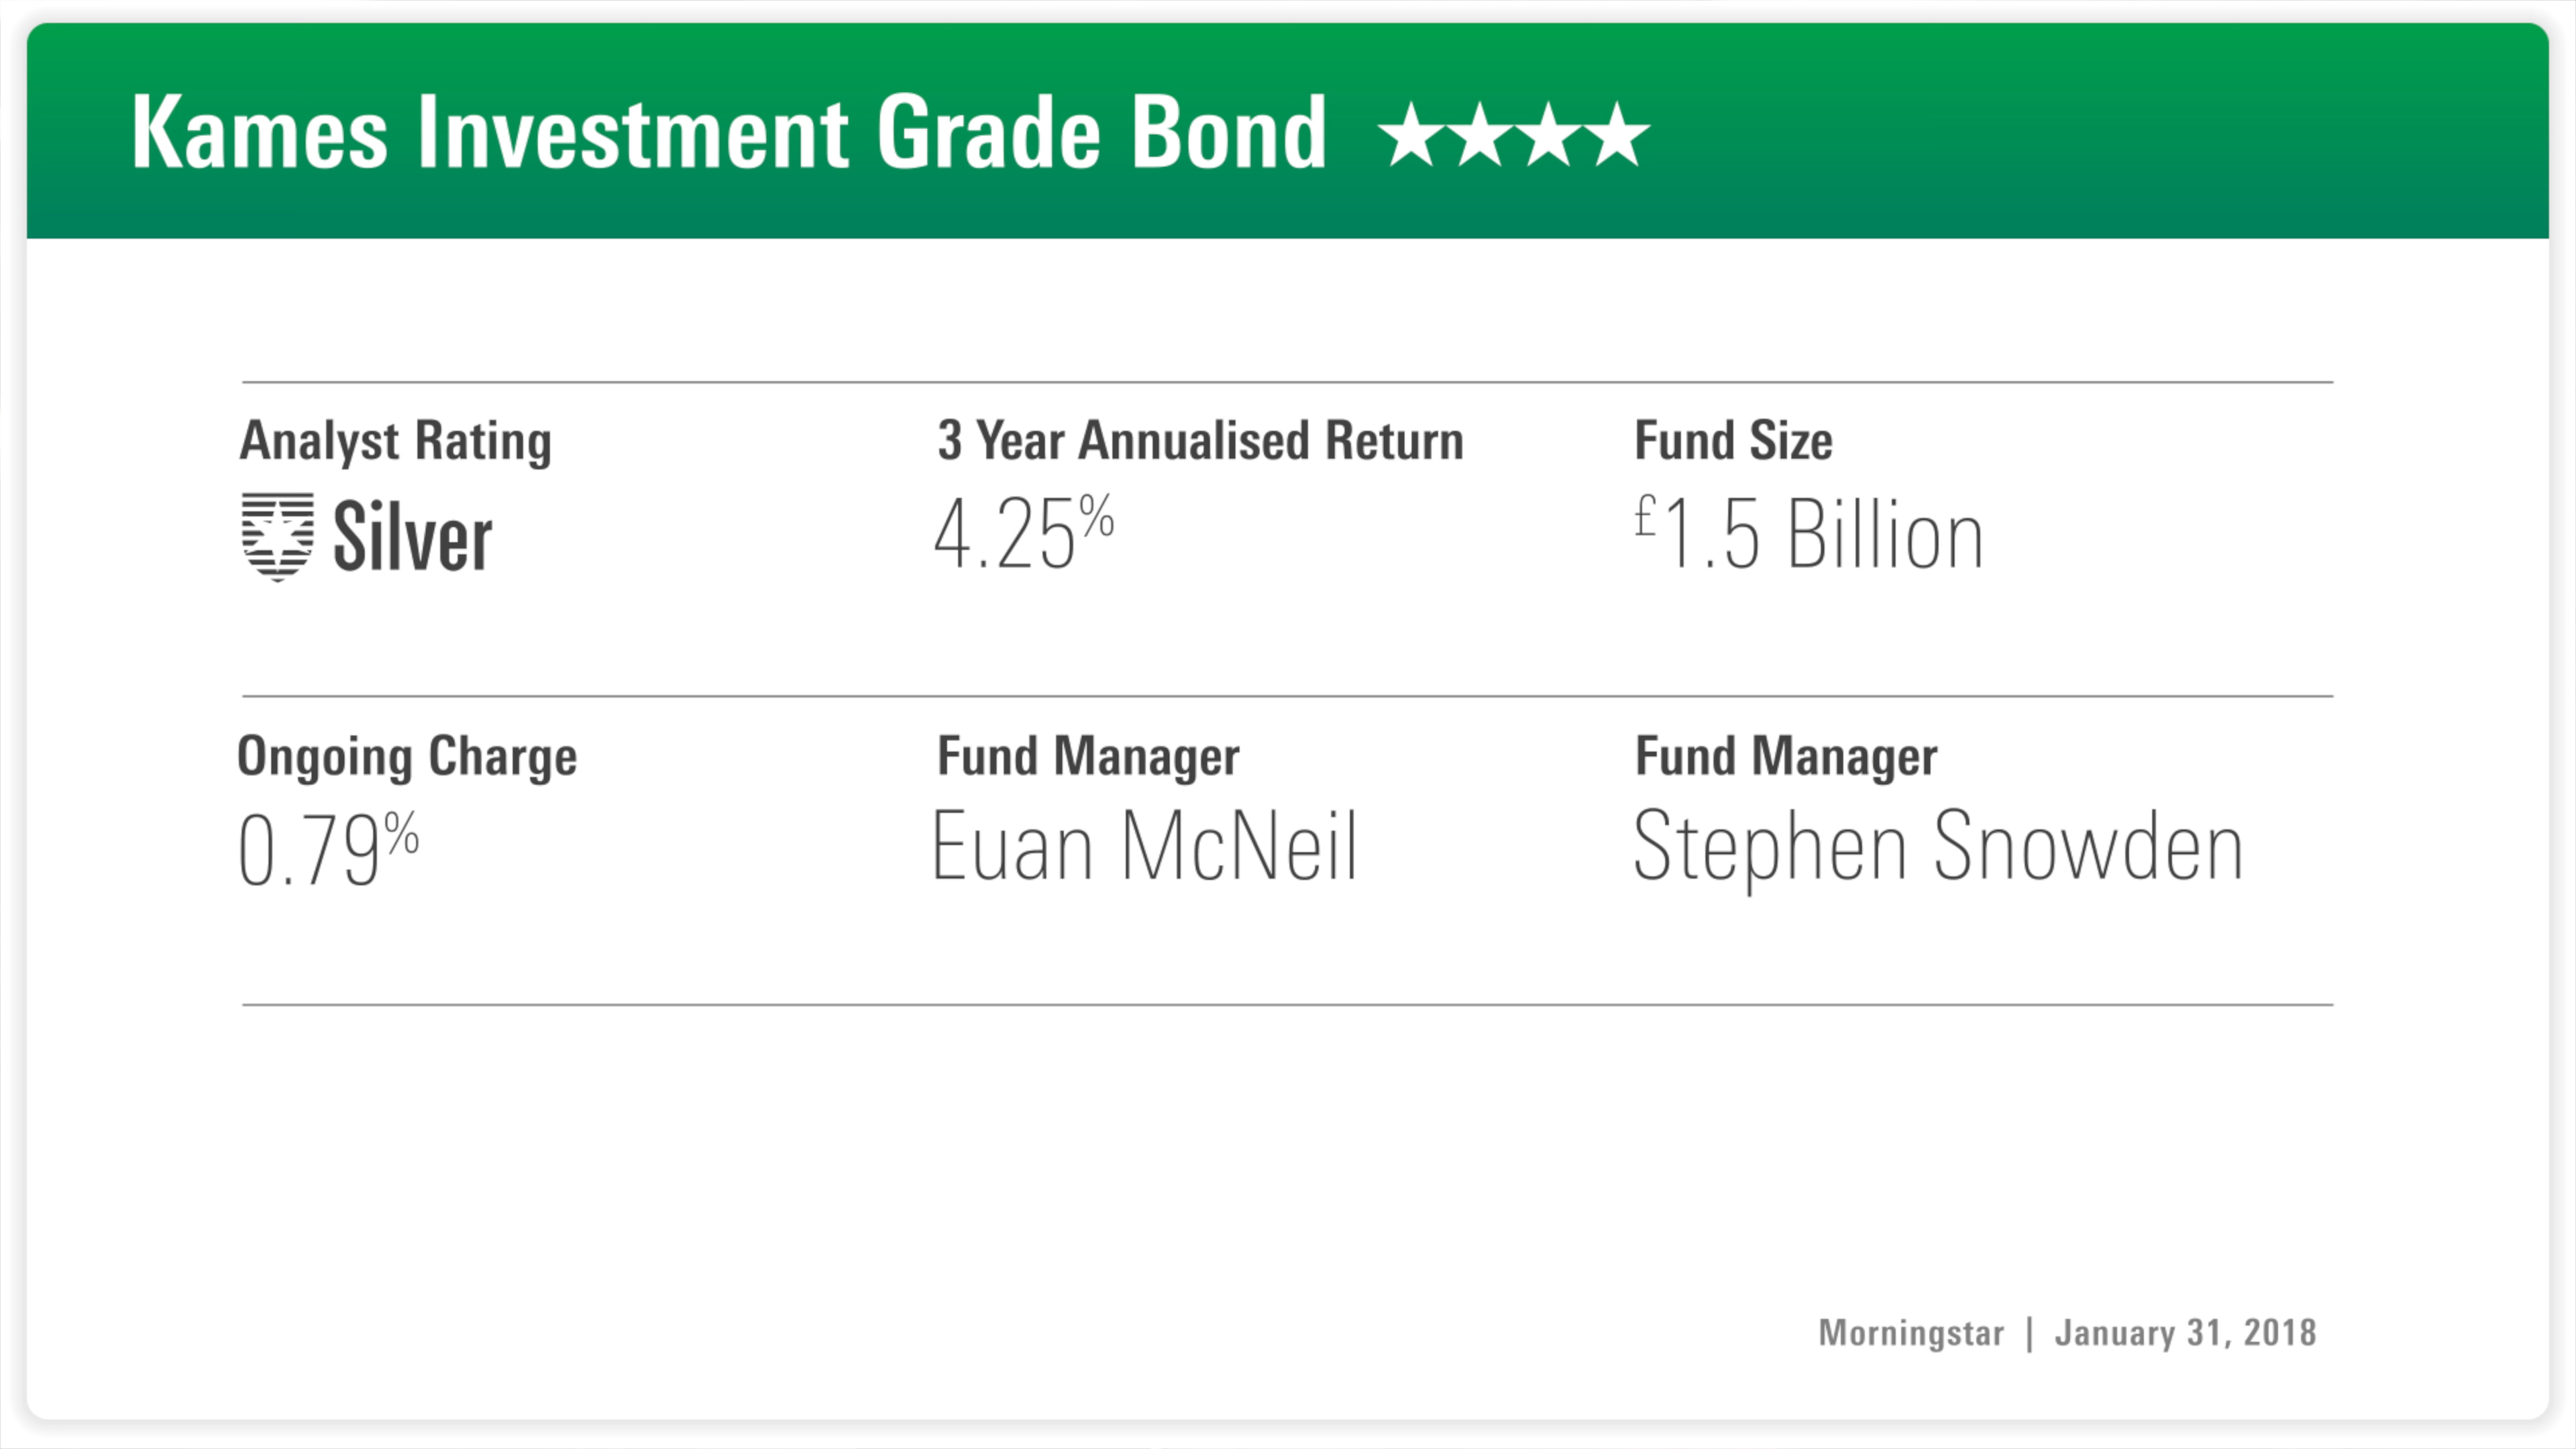 Kames Investment Grade Bond ★★★★
Analyst Rating
Silver
3 Year Annualised Return
4.25%
Fund Size
£1.5 Billion
Ongoing Charge
0.79%
Fund Manager
Euan McNeil
Fund Manager
Stephen Snowden
Morningstar | January 31, 2018